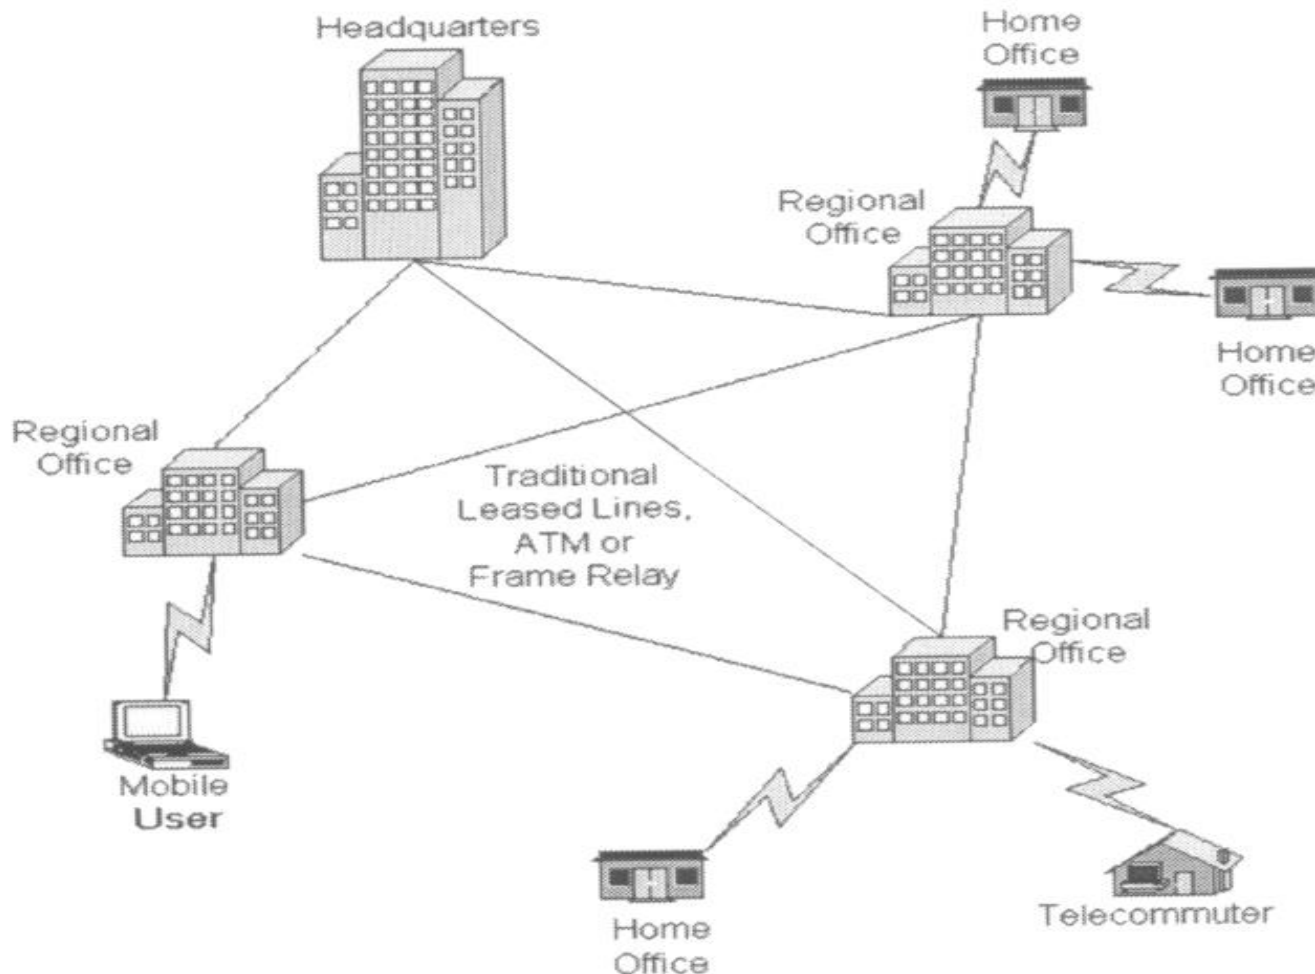 Headquarters
Home
Office
Regional
Office
Home
Office
Regional
Office
Traditional
Leased Lines,
ATM or
Frame Relay
Regional
Office
Mobile
User
Home
Office
Telecommuter